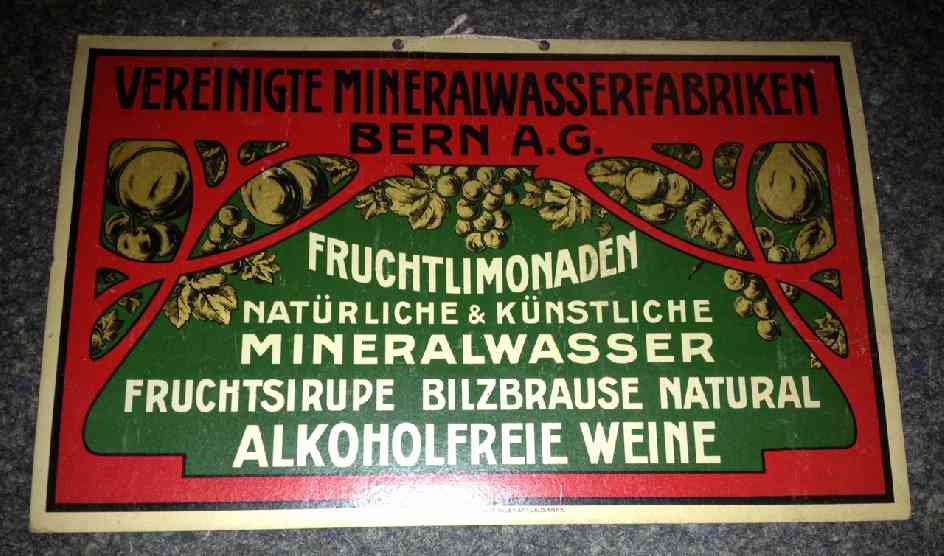 VEREINIGTE MINERALWASSERFABRIKEN
BERN A.G.
FRUCHTLIMONADEN
NATÜRLICHE & KÜNSTLICHE
MINERALWASSER
FRUCHTSIRUPE BILZBRAUSE NATURAL
ALKOHOLFREIE WEINE